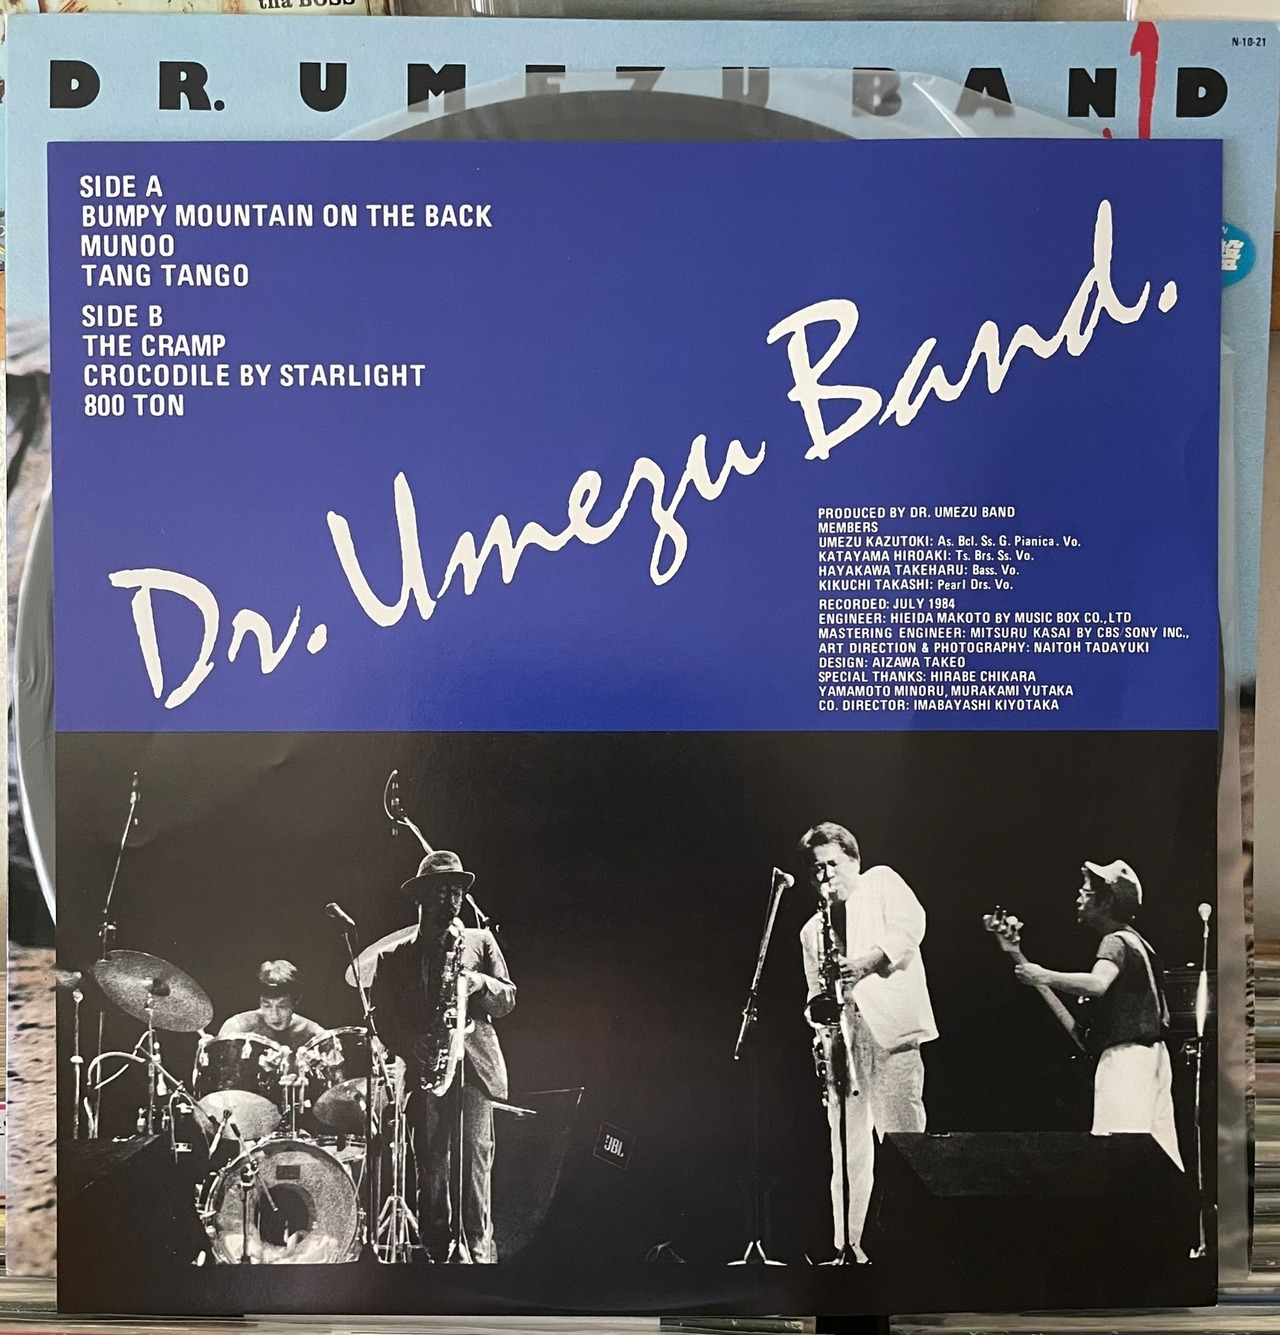 tha BOSS
N-10-21
DR. UMEZU BAND
SIDE A
BUMPY MOUNTAIN ON THE BACK
MUNOO
TANG TANGO
SIDE B
THE CRAMP
CROCODILE BY STARLIGHT
800 TON
盤
Dr. Umezu Band.
PRODUCED BY DR. UMEZU BAND
MEMBERS
UMEZU KAZUTOKI: As. Bcl. Ss. G. Pianica. Vo.
KATAYAMA HIROAKI: Ts. Brs. Ss. Vo.
HAYAKAWA TAKEHARU: Bass. Vo.
KIKUCHI TAKASHI: Pearl Drs. Vo.
RECORDED: JULY 1984
ENGINEER: HIEIDA MAKOTO BY MUSIC BOX CO., LTD
MASTERING ENGINEER: MITSURU KASAI BY CBS/SONY INC.,
ART DIRECTION & PHOTOGRAPHY: NAITOH TADAYUKI
DESIGN: AIZAWA TAKEO
SPECIAL THANKS: HIRABE CHIKARA
YAMAMOTO MINORU, MURAKAMI YUTAKA
CO. DIRECTOR: IMABAYASHI KIYOTAKA
JBL